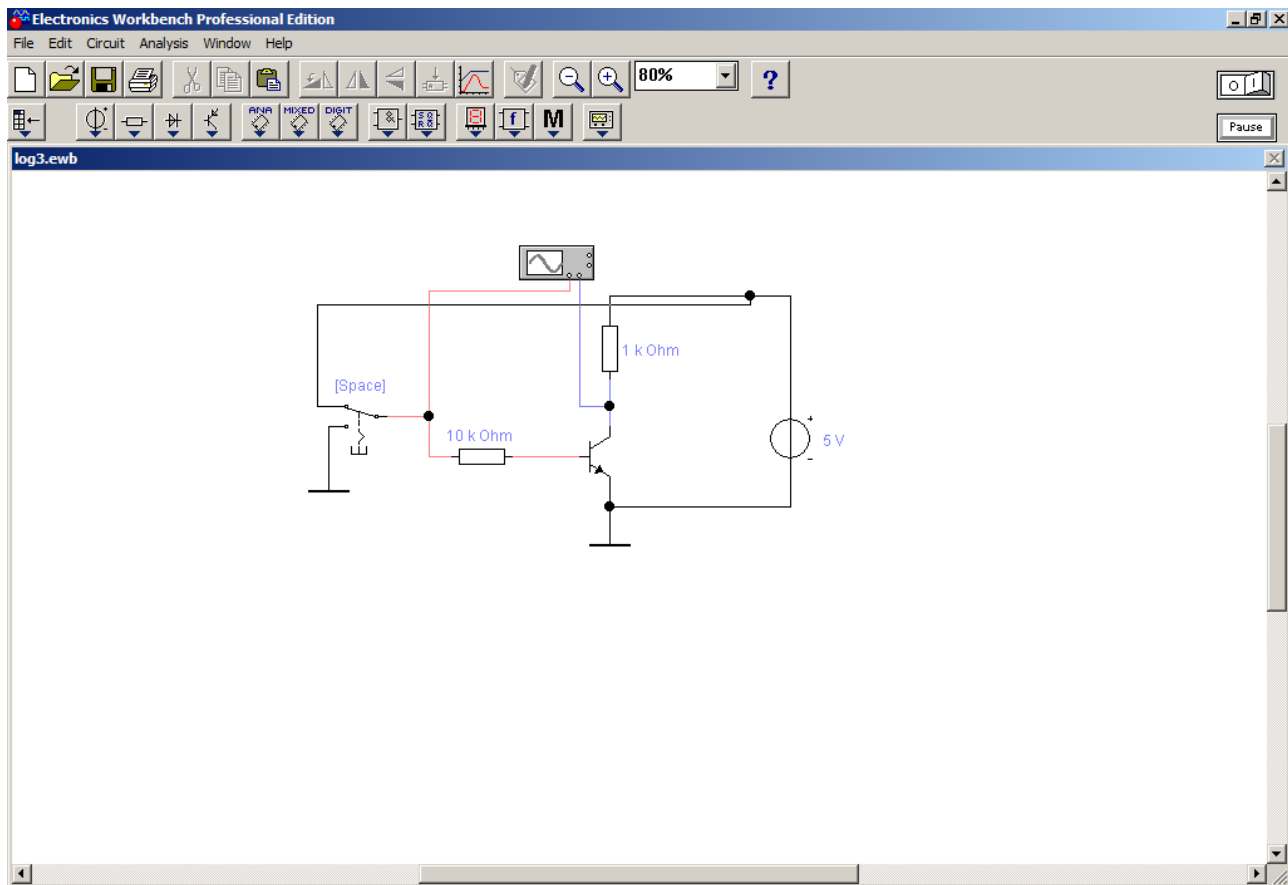 Electronics Workbench Professional Edition
File Edit Circuit Analysis Window Help
80%
?
ANA MIXED DIGIT
M
Pause
log3.ewb
1 k Ohm
[Space]
10 k Ohm
+
5 V
-